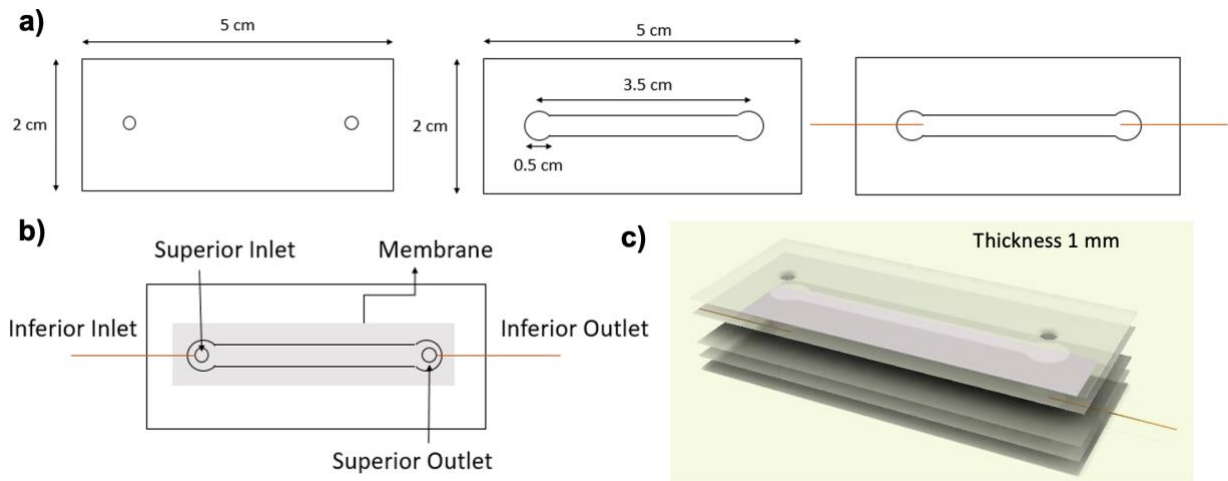 a)
5 cm
5 cm
2 cm
2 cm
3.5 cm
0.5 cm
b)
Superior Inlet
Membrane
Inferior Inlet
Inferior Outlet
Superior Outlet
c)
Thickness 1 mm